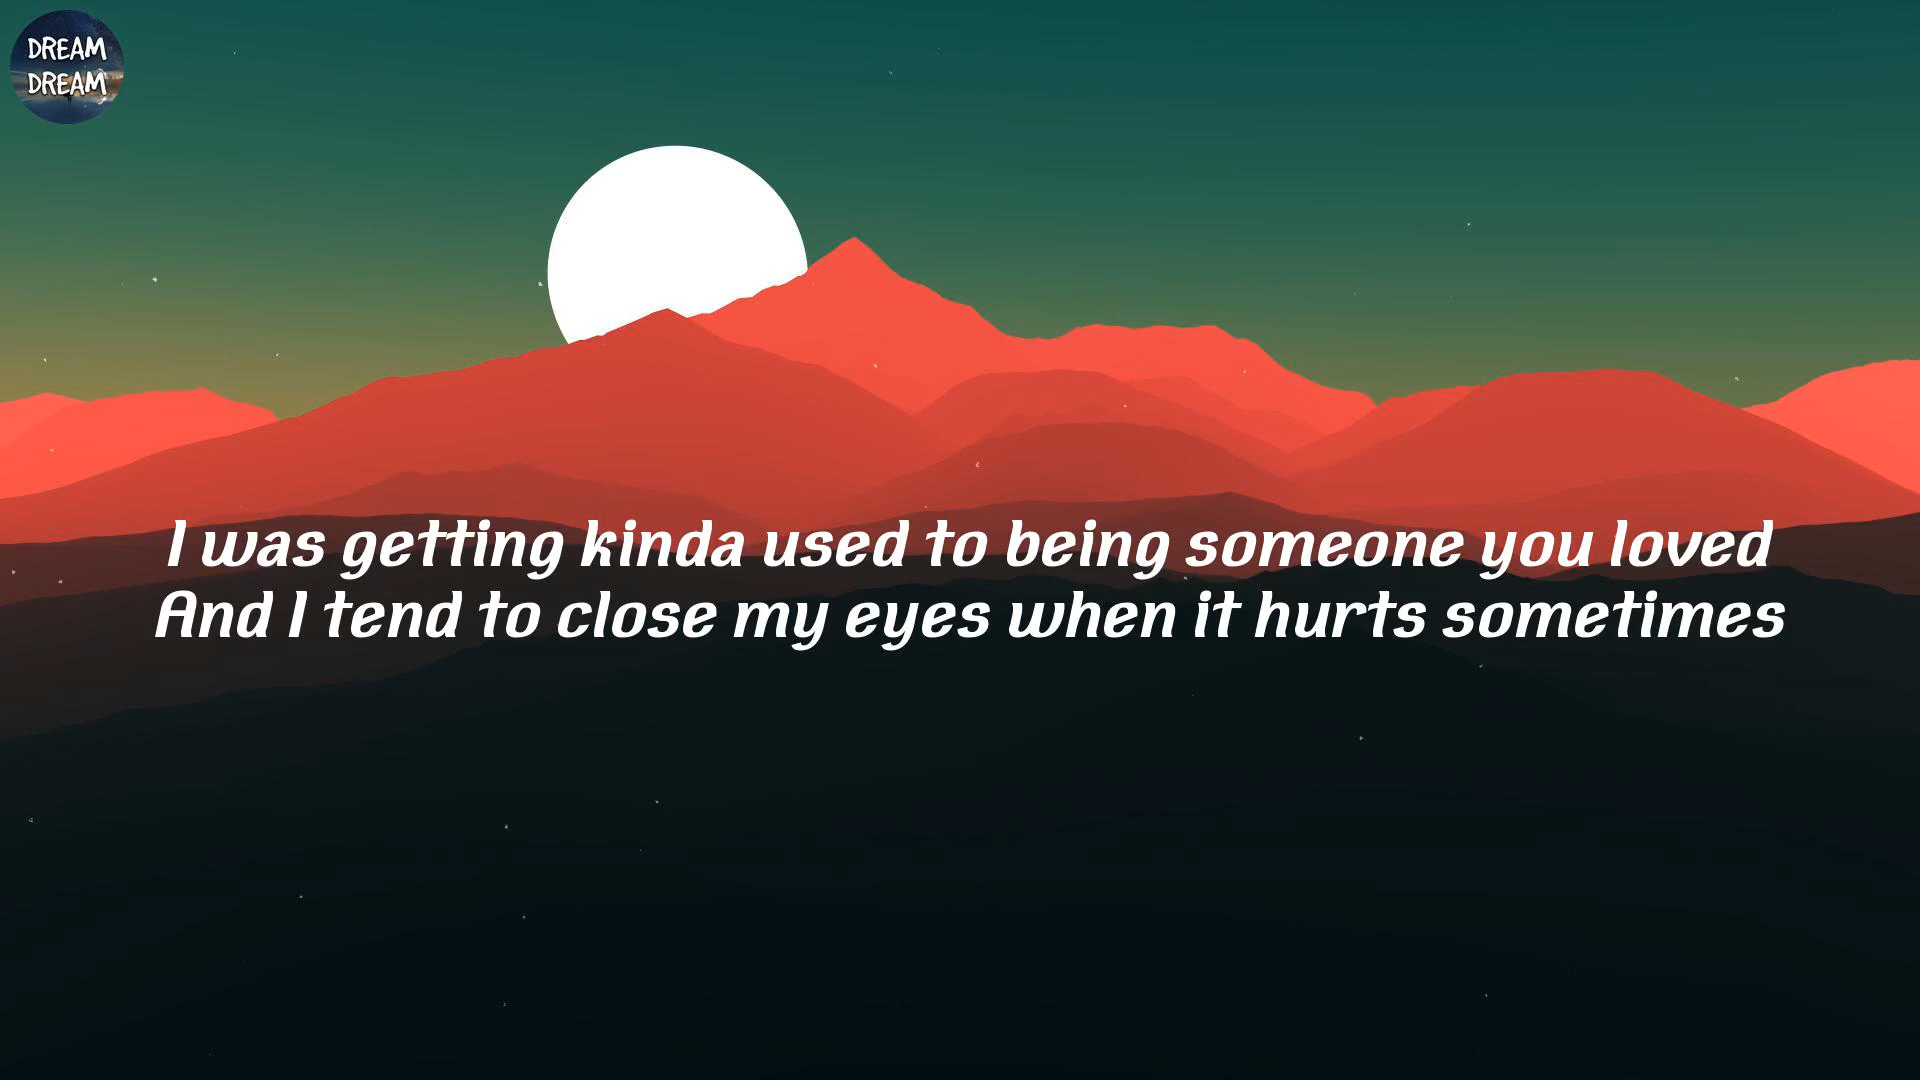 DREAM
DREAM
I was getting kinda used to being someone you loved
And I tend to close my eyes when it hurts sometimes